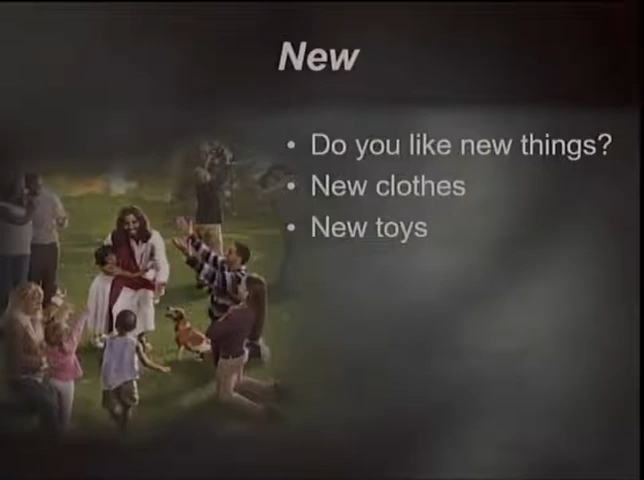 New
• Do you like new things?
• New clothes
• New toys